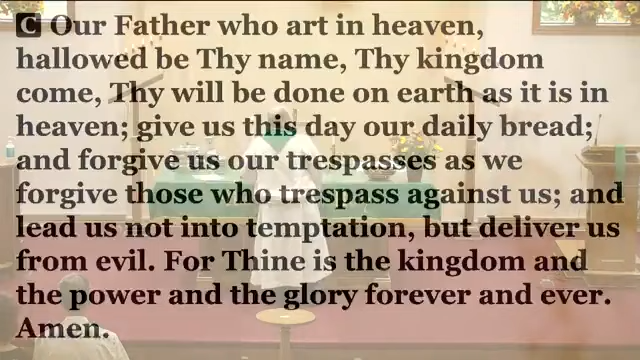 C Our Father who art in heaven,
hallowed be Thy name, Thy kingdom
come, Thy will be done on earth as it is in
heaven; give us this day our daily bread;
and forgive us our trespasses as we
forgive those who trespass against us; and
lead us not into temptation, but deliver us
from evil. For Thine is the kingdom and
the power and the glory forever and ever.
Amen.